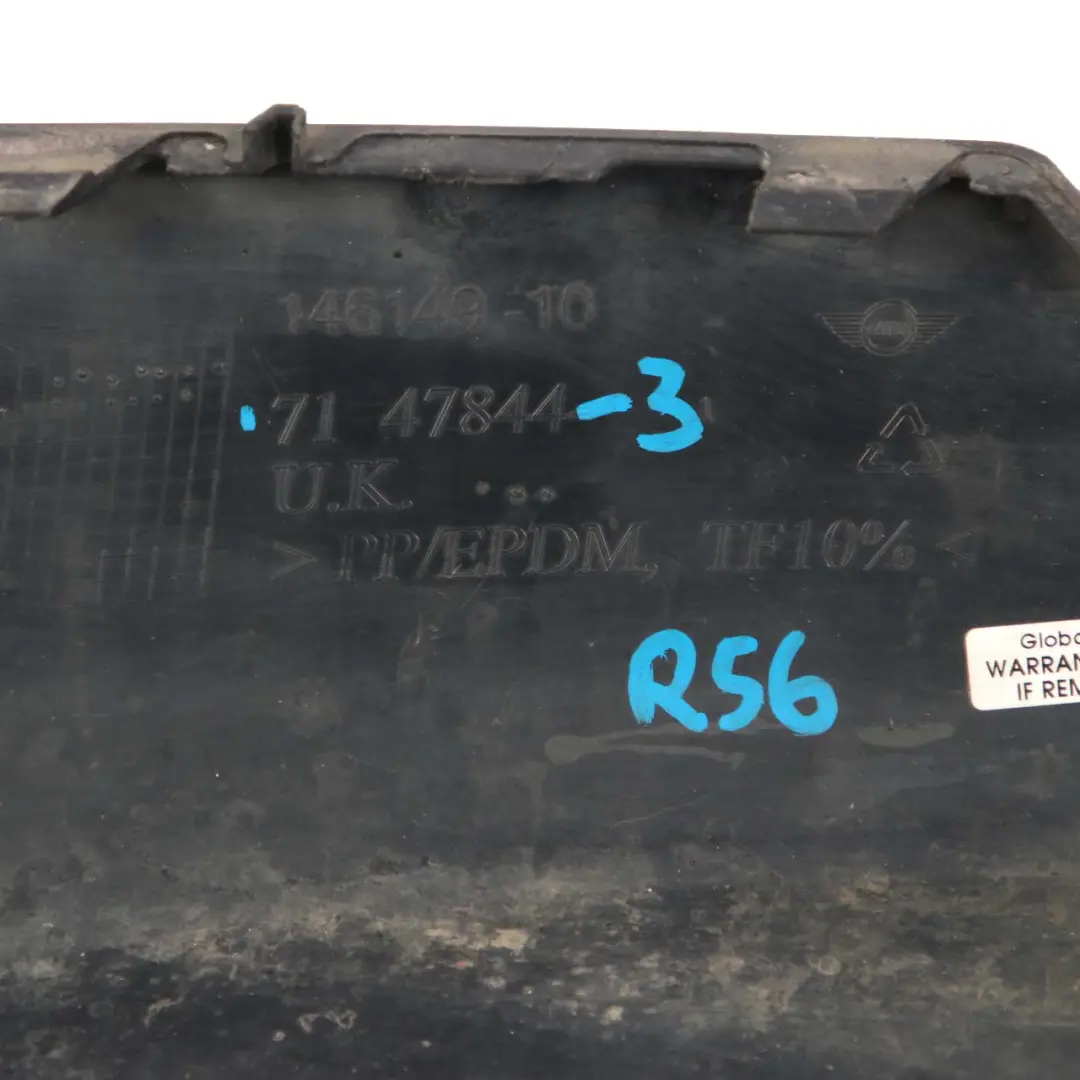 146149-10
71 47844-3
U.K.
> PP/EPDM, TF10% <
R56
Globa
WARRAN
IF REM